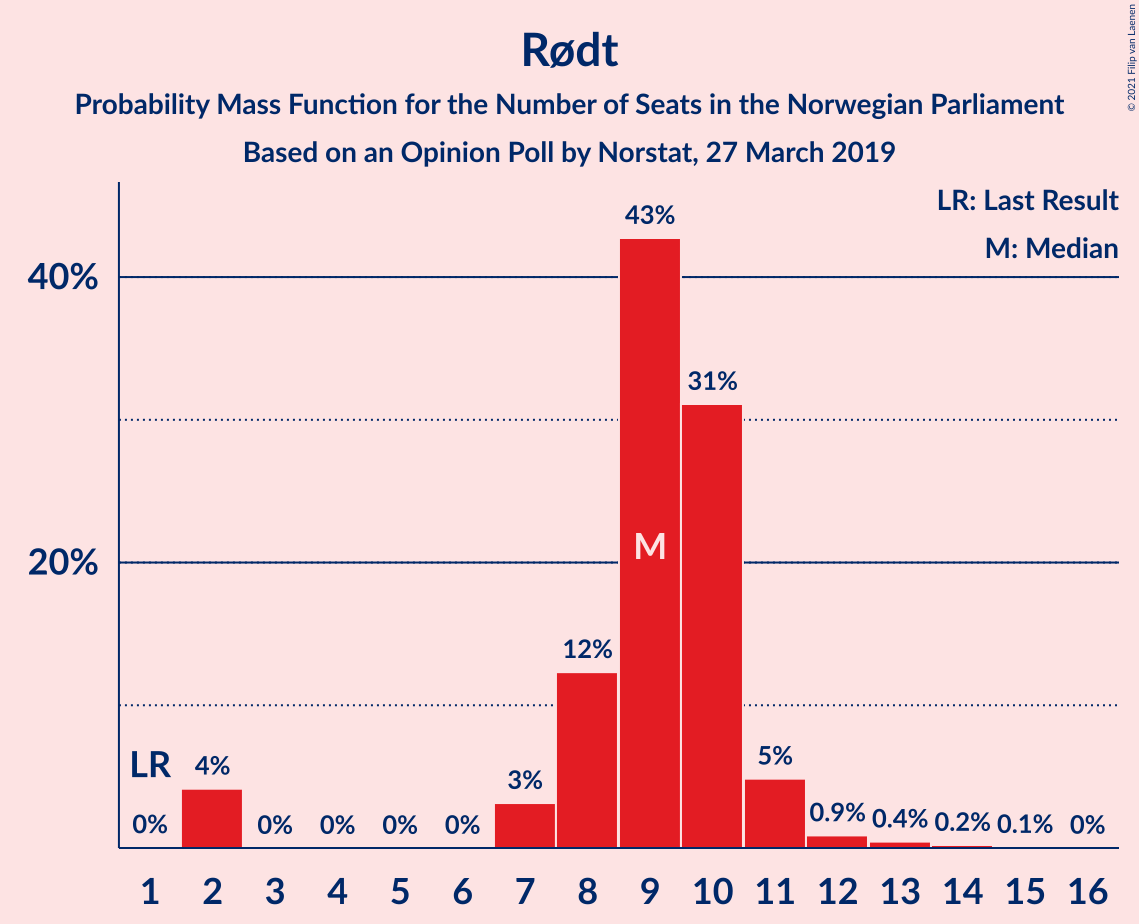 © 2021 Filip van Laenen
Rødt
Probability Mass Function for the Number of Seats in the Norwegian Parliament
Based on an Opinion Poll by Norstat, 27 March 2019
LR: Last Result
M: Median
43%
40%
31%
M
20%
12%
LR
4%
3%
5%
0%
0%
0%
0%
0%
0.9%
0.4%
0.2%
0.1%
0%
1 2 3 4 5 6 7 8 9 10 11 12 13 14 15 16